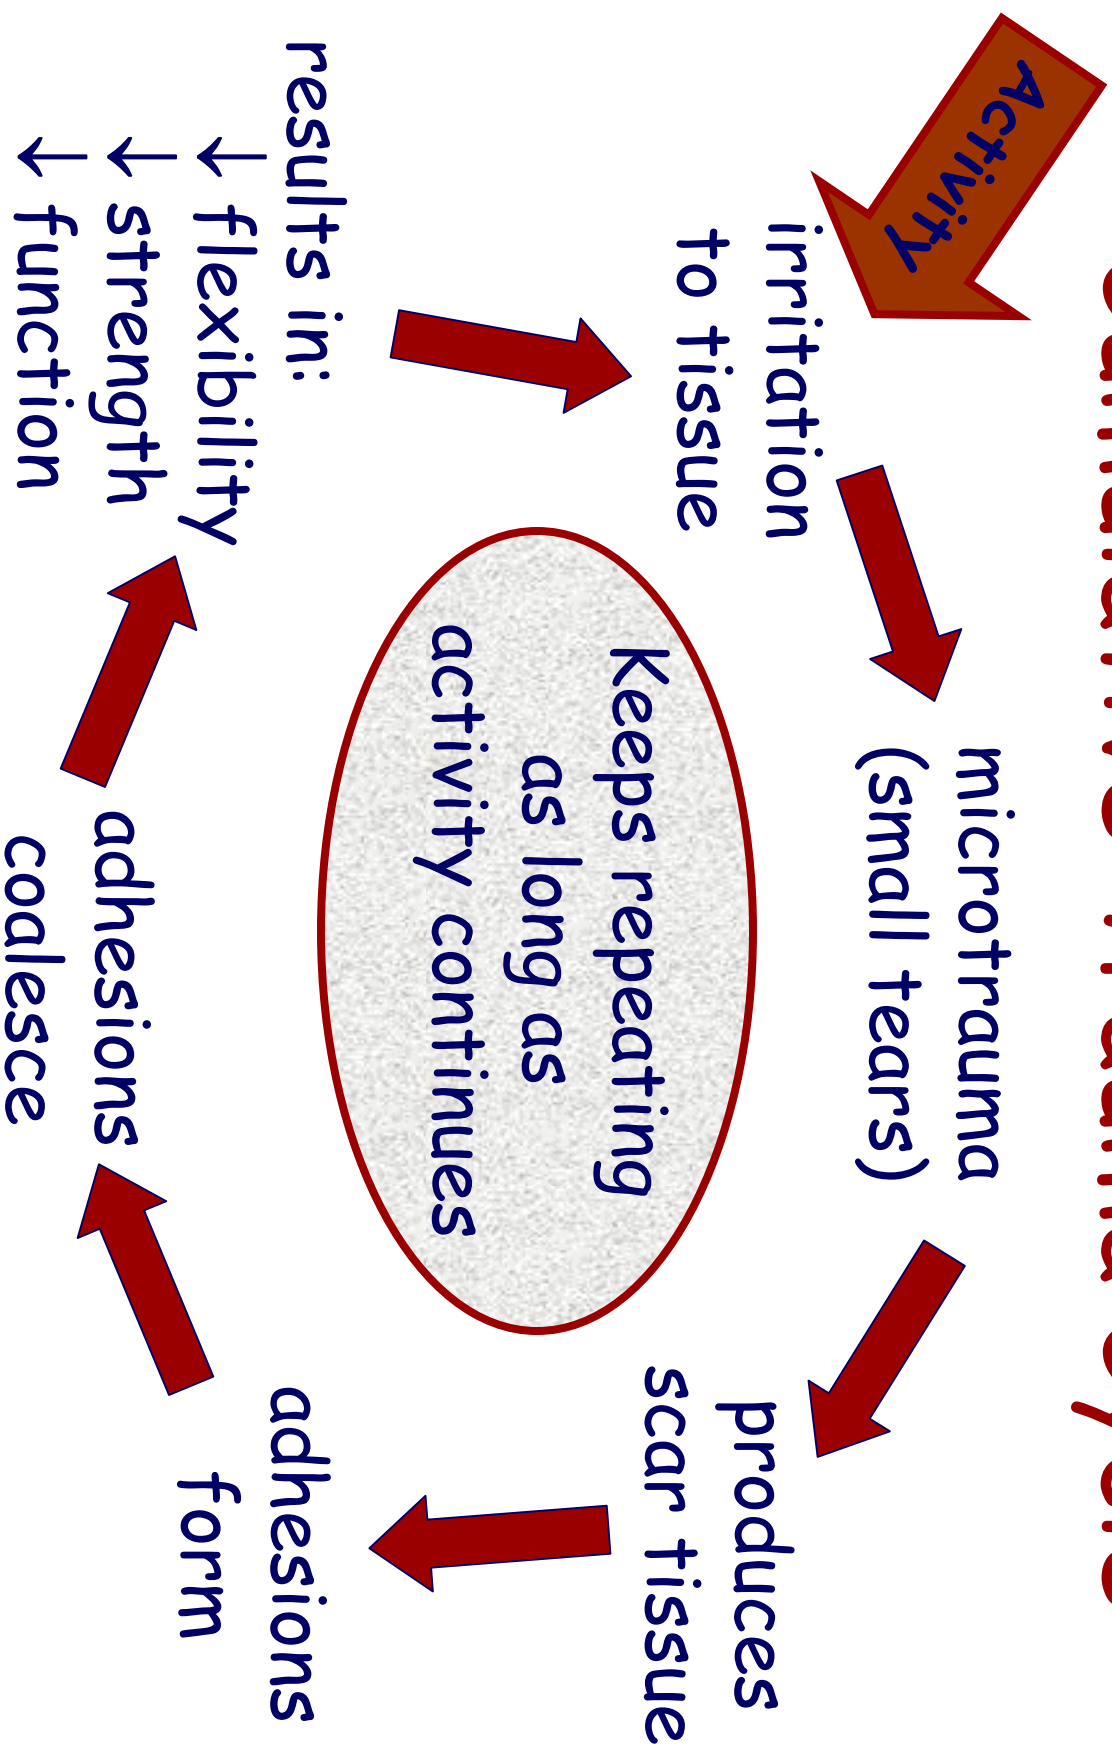 Activity
irritation
to tissue
microtrauma
(small tears)
produces
scar tissue
adhesions
form
adhesions
coalesce
results in:
↓ flexibility
↓ strength
↓ function
Keeps repeating
as long as
activity continues